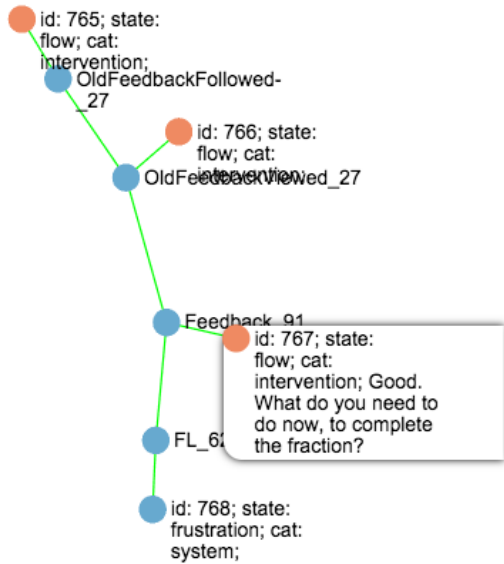 id: 765; state:
flow; cat:
intervention;
OldFeedbackFollowed-
_27
id: 766; state:
flow; cat:
intervention;
OldFeedbackViewed_27
Feedback_91
id: 767; state:
flow; cat:
intervention; Good.
What do you need to
do now, to complete
the fraction?
FL_62
id: 768; state:
frustration; cat:
system;